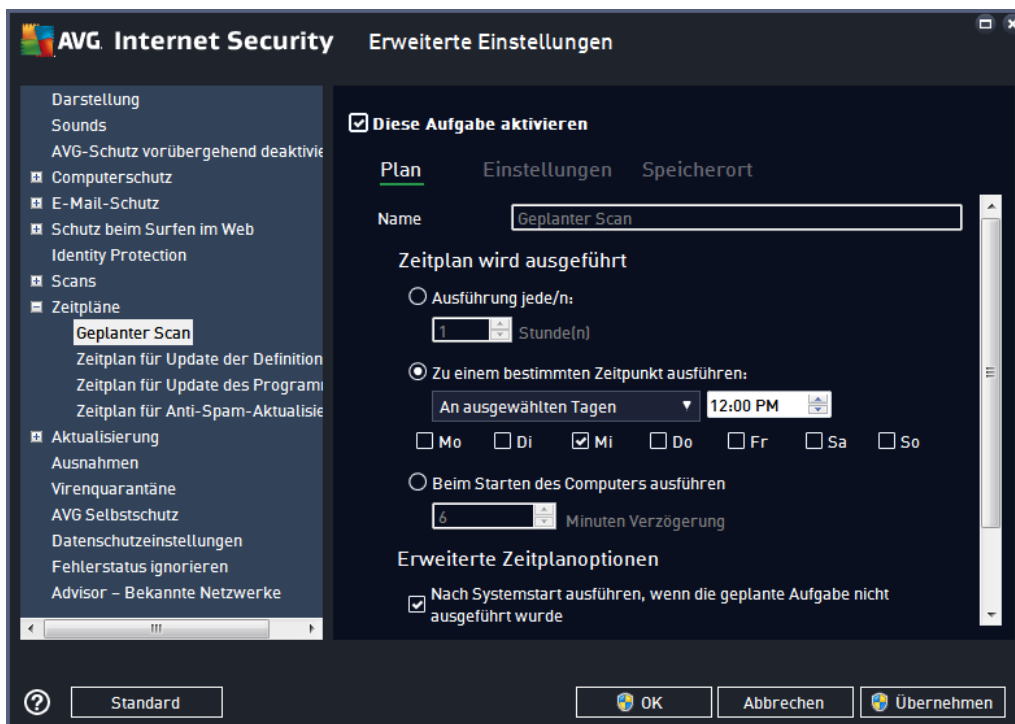 AVG. Internet Security Erweiterte Einstellungen
Darstellung
Sounds
AVG-Schutz vorübergehend deaktivie
Computerschutz
E-Mail-Schutz
Schutz beim Surfen im Web
Identity Protection
Scans
Zeitpläne
Geplanter Scan
Zeitplan für Update der Definition
Zeitplan für Update des Program
Zeitplan für Anti-Spam-Aktualisie
Aktualisierung
Ausnahmen
Virenquarantäne
AVG Selbstschutz
Datenschutzeinstellungen
Fehlerstatus ignorieren
Advisor – Bekannte Netzwerke
Diese Aufgabe aktivieren
Plan Einstellungen Speicherort
Name Geplanter Scan
Zeitplan wird ausgeführt
Ausführung jede/n:
1 Stunde(n)
Zu einem bestimmten Zeitpunkt ausführen:
An ausgewählten Tagen 12:00 PM
Mo Di Mi Do Fr Sa So
Beim Starten des Computers ausführen
6 Minuten Verzögerung
Erweiterte Zeitplanoptionen
Nach Systemstart ausführen, wenn die geplante Aufgabe nicht
ausgeführt wurde
? Standard OK Abbrechen Übernehmen